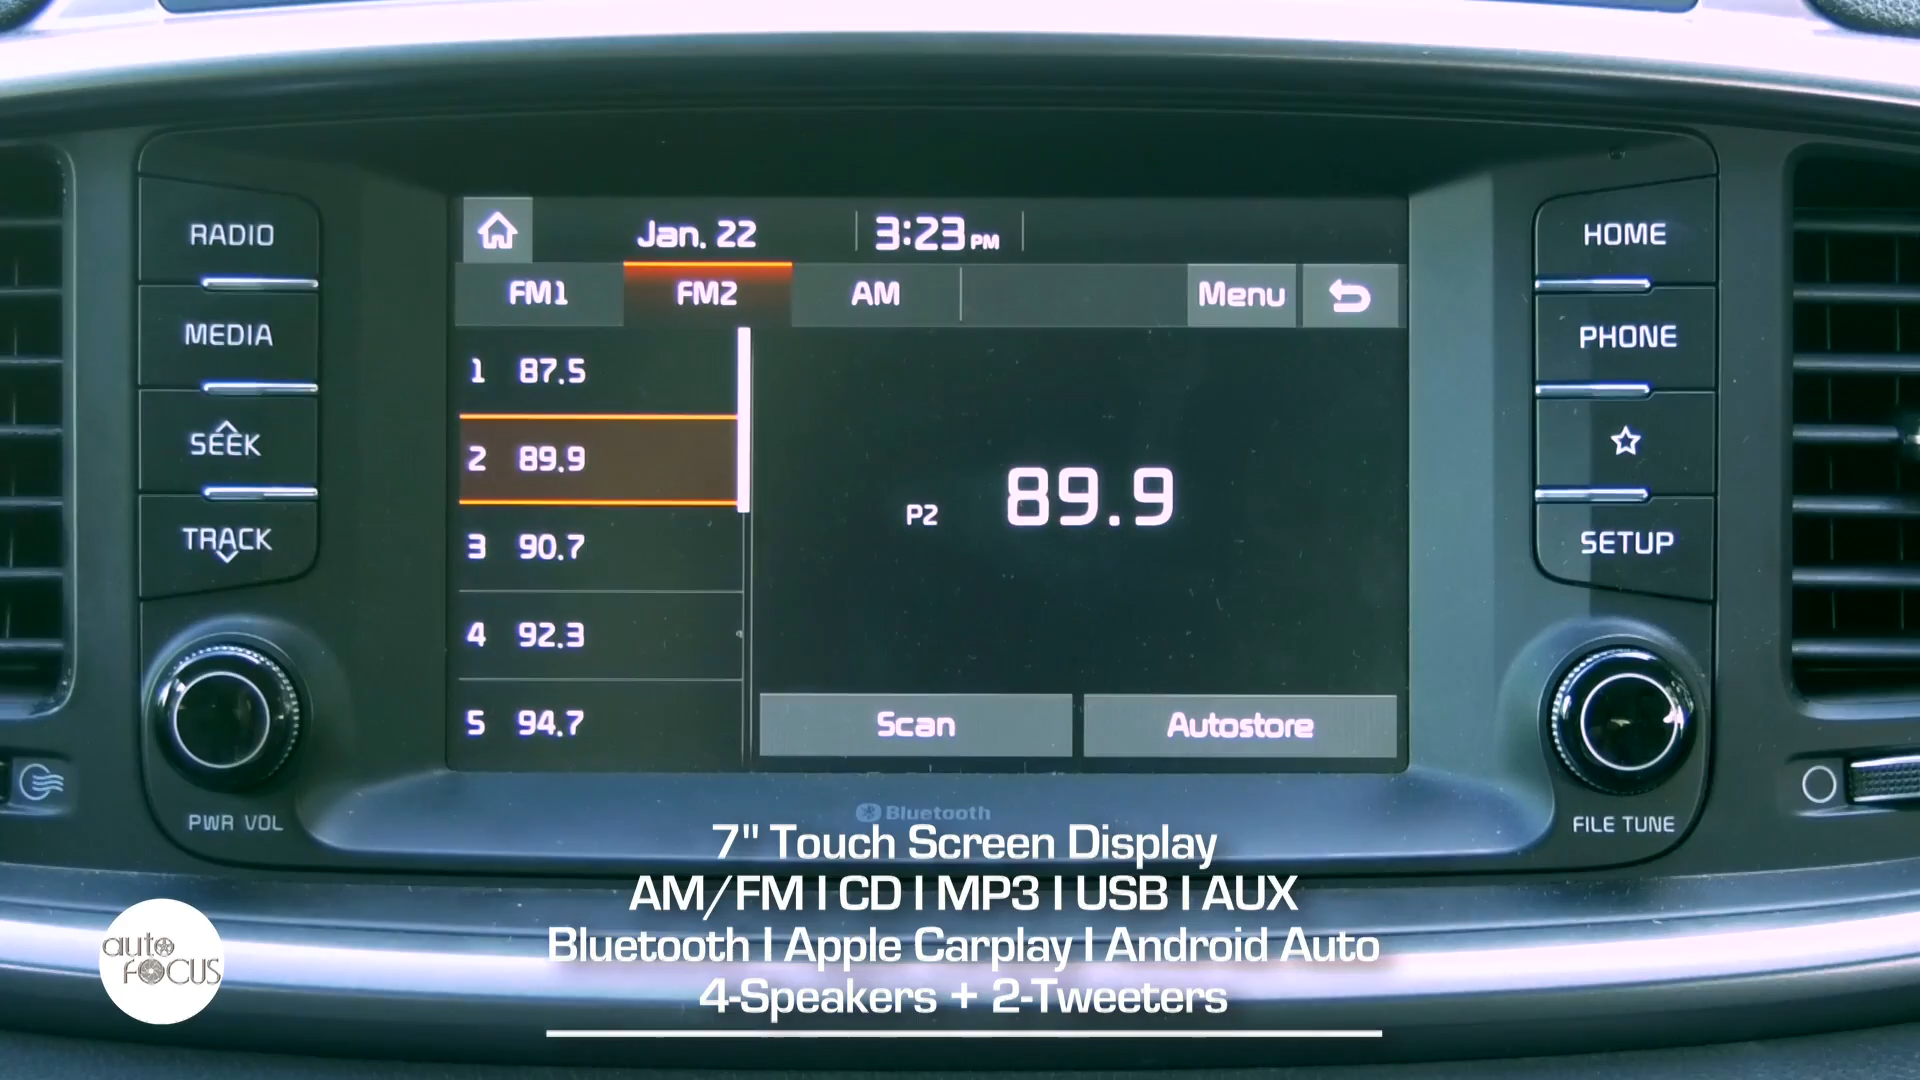 Jan. 22 3:23 PM
FM1 FM2 AM Menu
1 87.5
2 89.9
3 90.7
4 92.3
5 94.7
P2 89.9
Scan Autostore
RADIO
MEDIA
SEEK
TRACK
PWR VOL
HOME
PHONE
SETUP
FILE TUNE
Bluetooth
7" Touch Screen Display
AM/FM | CD | MP3 | USB | AUX
Bluetooth | Apple Carplay | Android Auto
4-Speakers + 2-Tweeters
auto
FOCUS